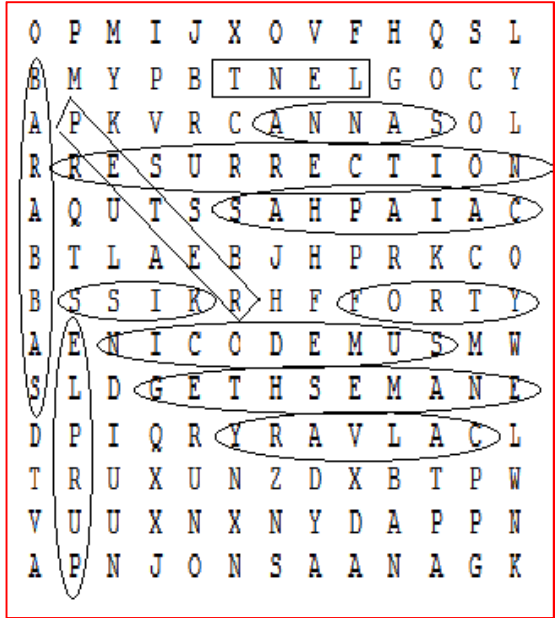 O P M I J X O V F H Q S L
B M Y P B T N E L G O C Y
A P K V R C A N N A S O L
R R E S U R R E C T I O N
A Q U T S S A H P A I A C
B T L A E B J H P R K C O
B S S I K R H F F O R T Y
A E N I C O D E M U S M W
S L D G E T H S E M A N E
D P I Q R Y R A V L A C L
T R U X U N Z D X B T P W
V U U X N X N Y D A P P N
A P N J O N S A A N A G K